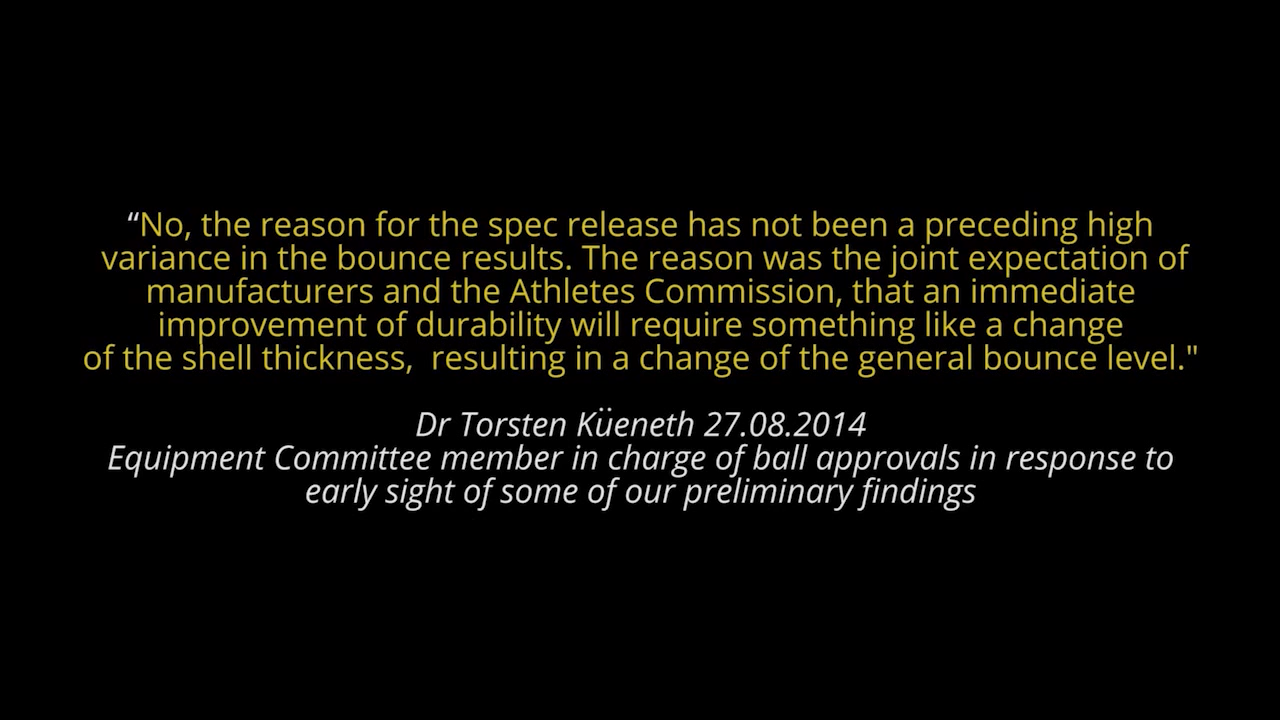 “No, the reason for the spec release has not been a preceding high
variance in the bounce results. The reason was the joint expectation of
manufacturers and the Athletes Commission, that an immediate
improvement of durability will require something like a change
of the shell thickness,  resulting in a change of the general bounce level."
Dr Torsten Küeneth 27.08.2014
Equipment Committee member in charge of ball approvals in response to
early sight of some of our preliminary findings